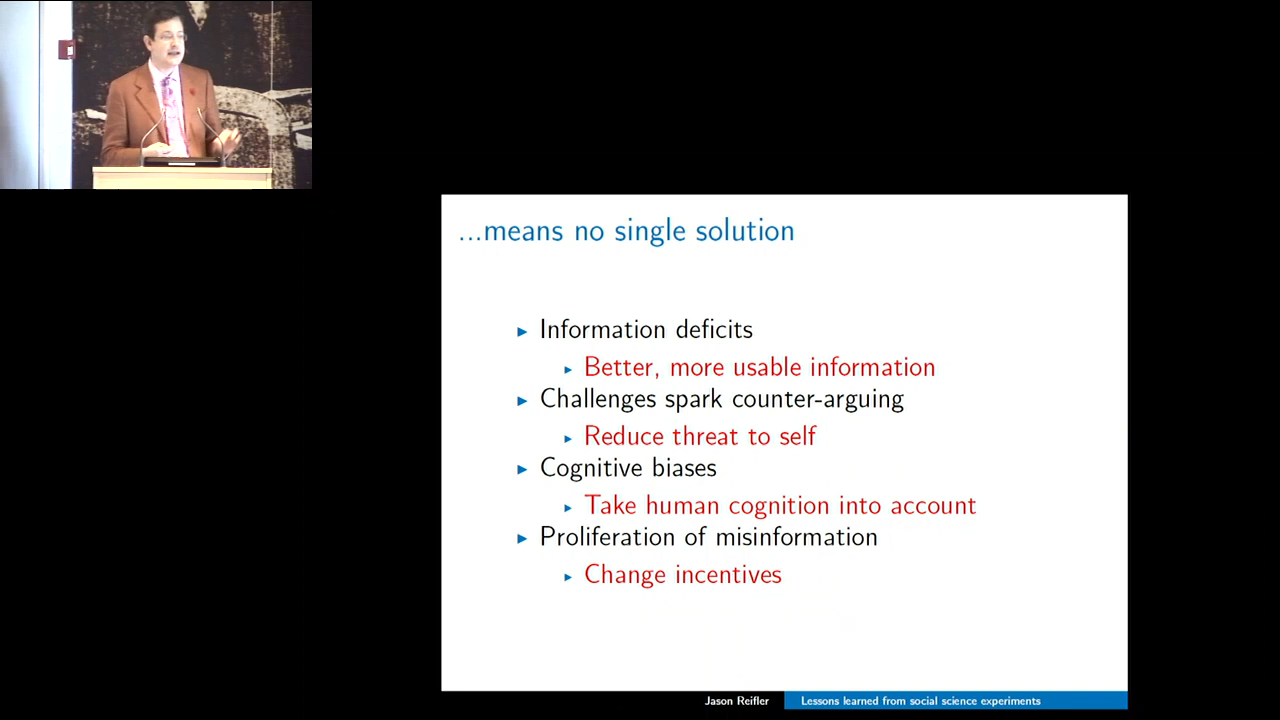 ...means no single solution
Information deficits
Better, more usable information
Challenges spark counter-arguing
Reduce threat to self
Cognitive biases
Take human cognition into account
Proliferation of misinformation
Change incentives
Jason Reifler
Lessons learned from social science experiments